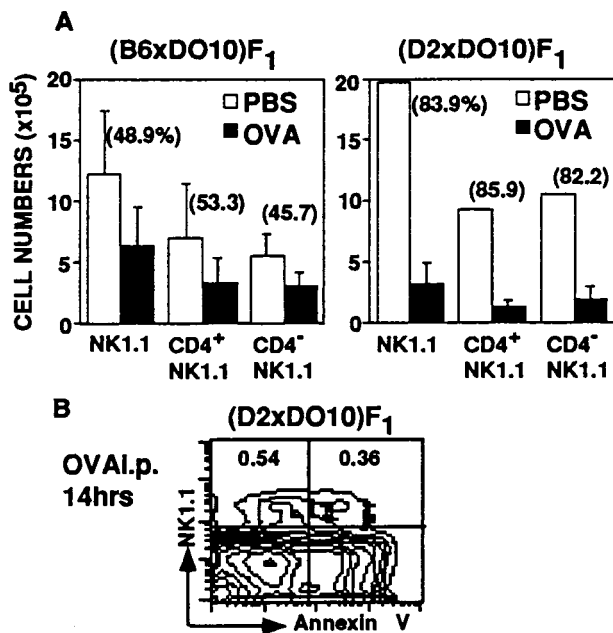 A
(B6xDO10)F1
(D2xDO10)F1
CELL NUMBERS (x10⁵)
20
15
10
5
0
PBS
OVA
(48.9%)
(53.3)
(45.7)
NK1.1
CD4+
NK1.1
CD4-
NK1.1
20
15
10
5
0
PBS
(83.9%)
OVA
(85.9)
(82.2)
NK1.1
CD4+
NK1.1
CD4-
NK1.1
B
(D2xDO10)F1
OVAi.p.
14hrs
NK1.1
0.54
0.36
Annexin V